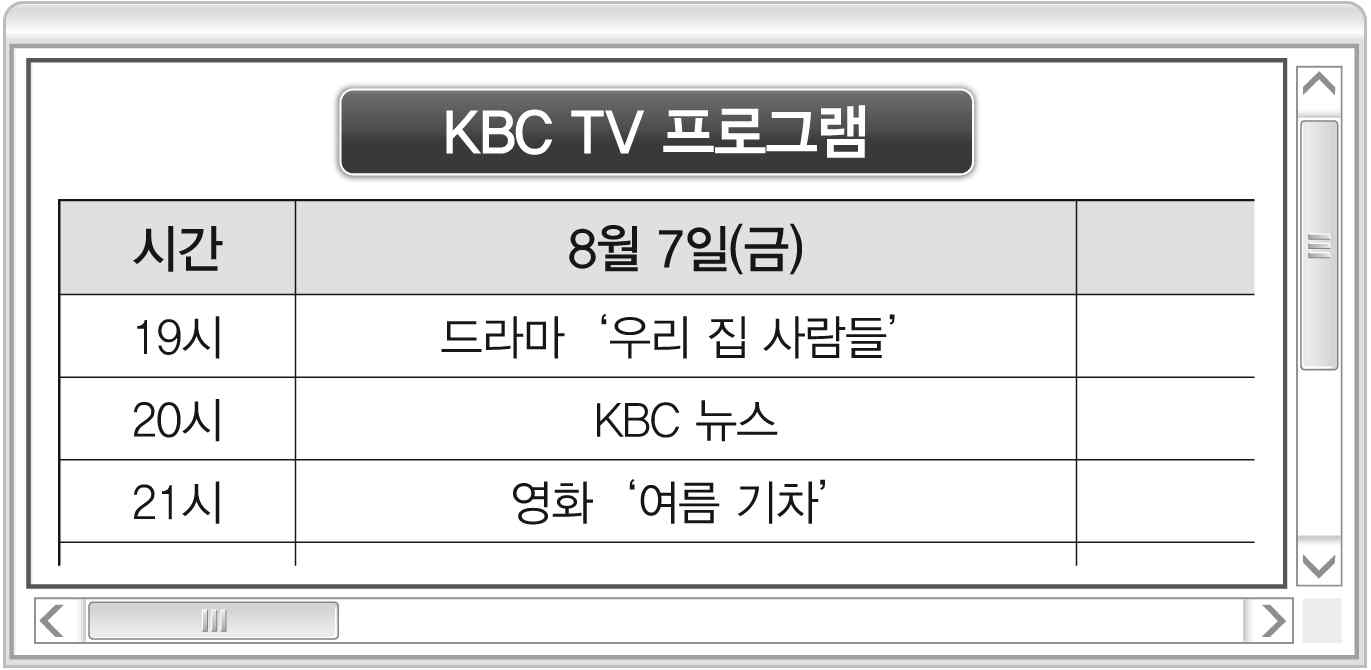 KBC TV 프로그램
시간 8월 7일(금)
19시 드라마 ‘우리 집 사람들’
20시 KBC 뉴스
21시 영화 ‘여름 기차’